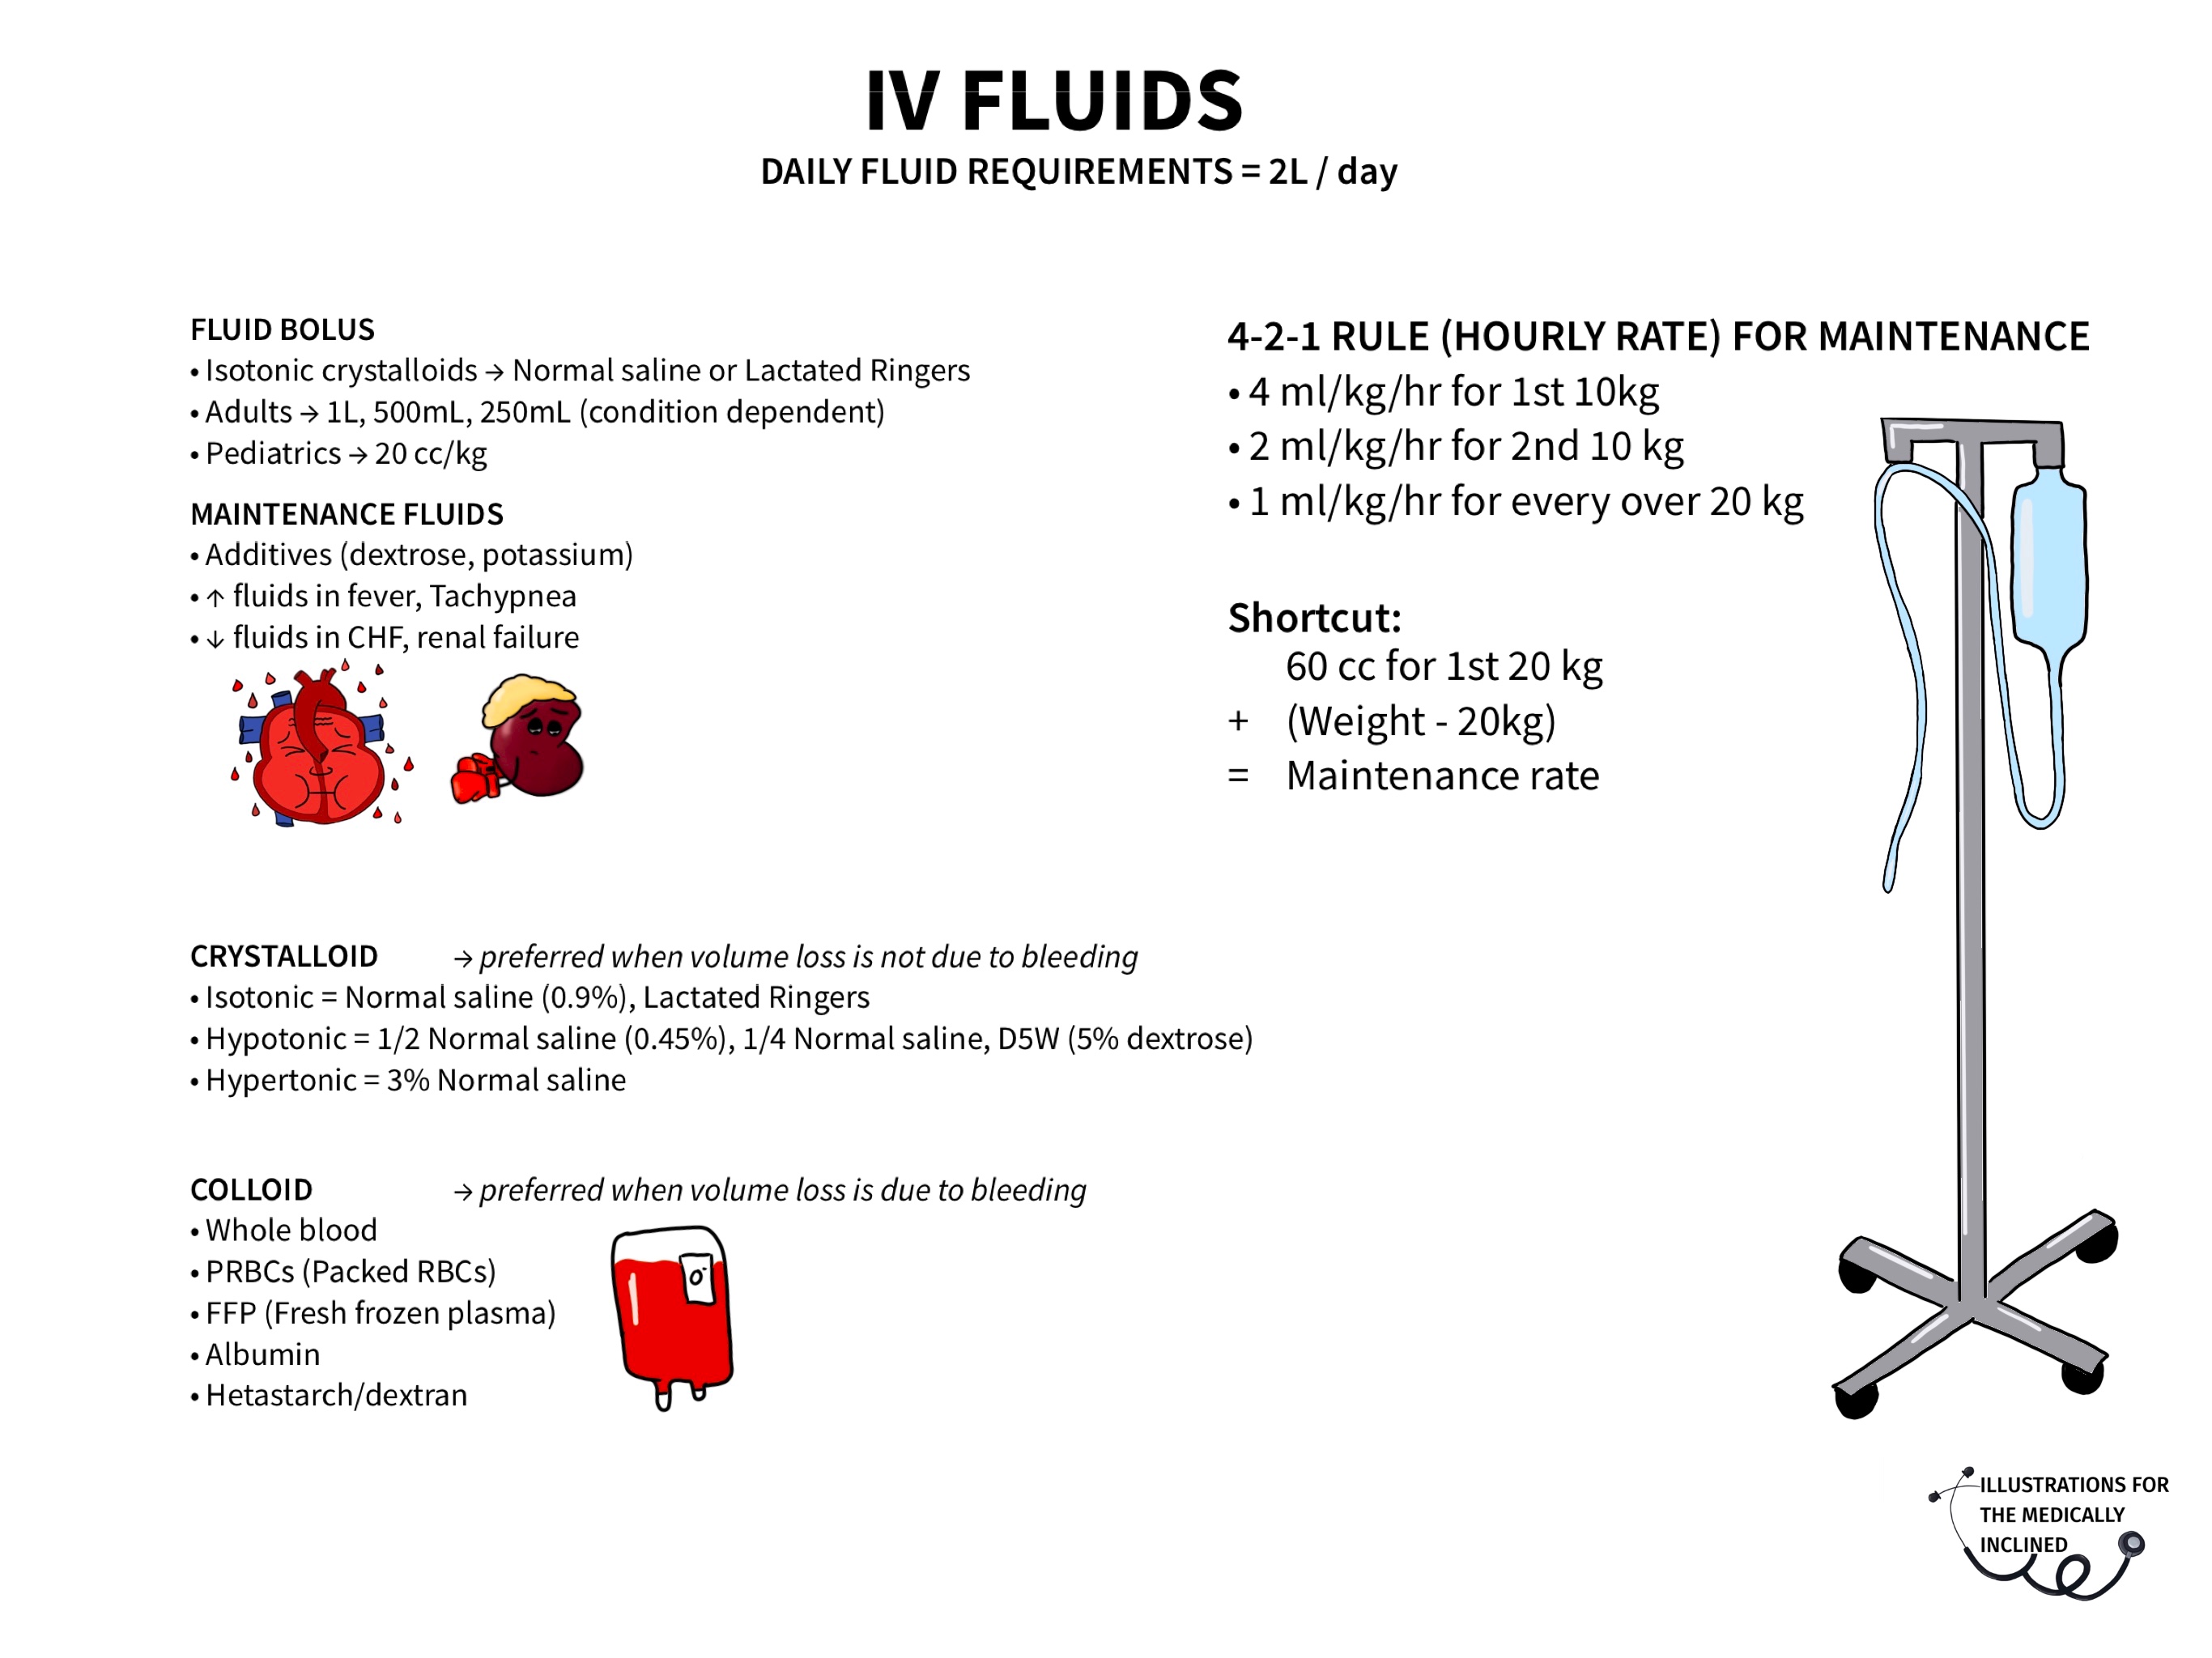 IV FLUIDS
DAILY FLUID REQUIREMENTS = 2L / day
FLUID BOLUS
• Isotonic crystalloids → Normal saline or Lactated Ringers
• Adults → 1L, 500mL, 250mL (condition dependent)
• Pediatrics → 20 cc/kg
MAINTENANCE FLUIDS
• Additives (dextrose, potassium)
• ↑ fluids in fever, Tachypnea
• ↓ fluids in CHF, renal failure
4-2-1 RULE (HOURLY RATE) FOR MAINTENANCE
• 4 ml/kg/hr for 1st 10kg
• 2 ml/kg/hr for 2nd 10 kg
• 1 ml/kg/hr for every over 20 kg
Shortcut:
60 cc for 1st 20 kg
+ (Weight - 20kg)
= Maintenance rate
CRYSTALLOID → preferred when volume loss is not due to bleeding
• Isotonic = Normal saline (0.9%), Lactated Ringers
• Hypotonic = 1/2 Normal saline (0.45%), 1/4 Normal saline, D5W (5% dextrose)
• Hypertonic = 3% Normal saline
COLLOID → preferred when volume loss is due to bleeding
• Whole blood
• PRBCs (Packed RBCs)
• FFP (Fresh frozen plasma)
• Albumin
• Hetastarch/dextran
O-
ILLUSTRATIONS FOR
THE MEDICALLY
INCLINED